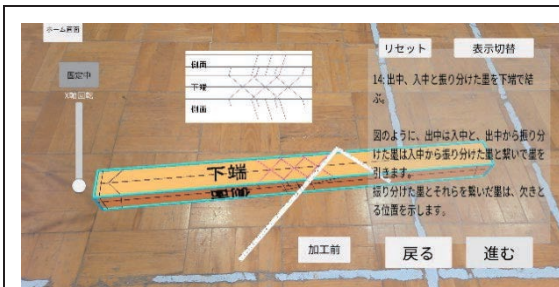 ホーム画面
固定中
X軸回転
側面
下端
側面
リセット
表示切替
14:出中、入中と振り分けた墨を下端で結
ぶ。
図のように、出中は入中と、出中から振り分
けた墨は入中から振り分けた墨と繋いで墨を
引きます。
振り分けた墨とそれらを繋いだ墨は、欠きと
る位置を示します。
下端
加工前
戻る
進む